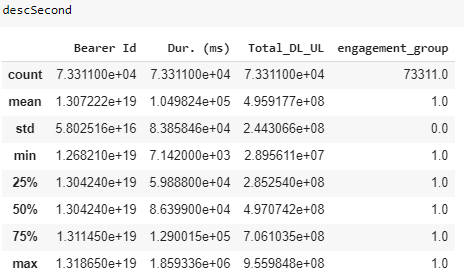 descSecond
Bearer Id Dur. (ms) Total_DL_UL engagement_group
count 7.331100e+04 7.331100e+04 7.331100e+04 73311.0
mean 1.307222e+19 1.049824e+05 4.959177e+08 1.0
std 5.802516e+16 8.385846e+04 2.443066e+08 0.0
min 1.268210e+19 7.142000e+03 2.895611e+07 1.0
25% 1.304240e+19 5.988800e+04 2.852540e+08 1.0
50% 1.304240e+19 8.639900e+04 4.970742e+08 1.0
75% 1.311450e+19 1.290015e+05 7.061035e+08 1.0
max 1.318650e+19 1.859336e+06 9.559848e+08 1.0